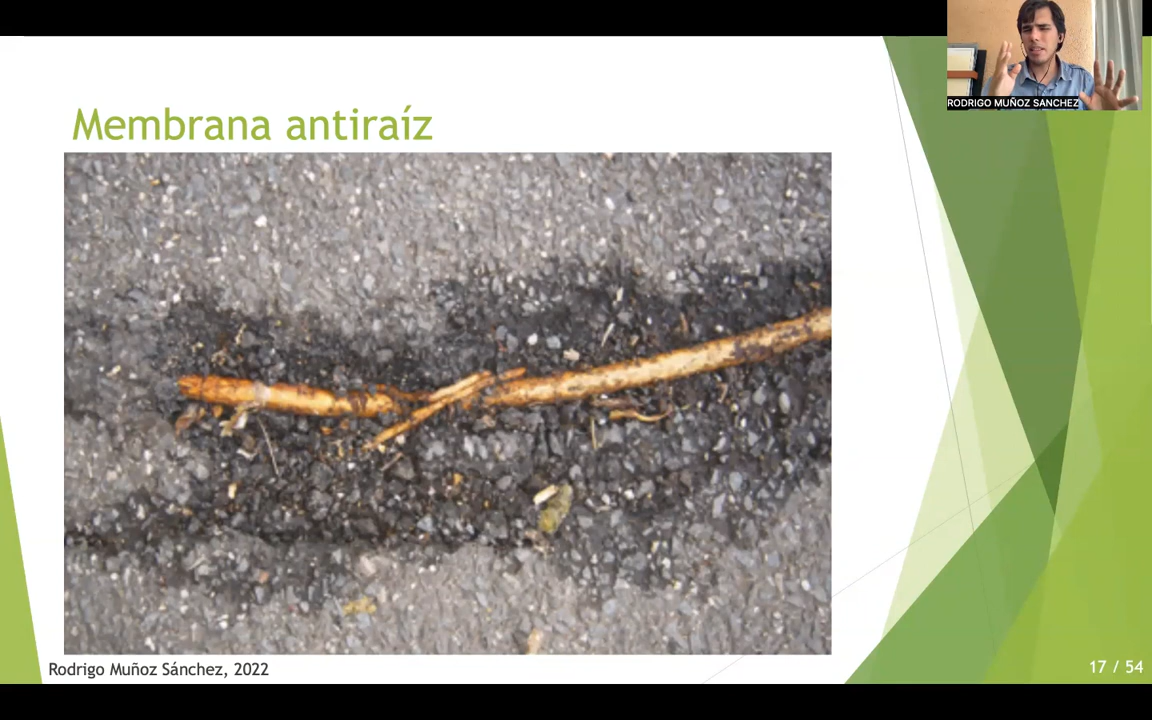 RODRIGO MUÑOZ SANCHEZ
Membrana antiraíz
Rodrigo Muñoz Sánchez, 2022
17 / 54